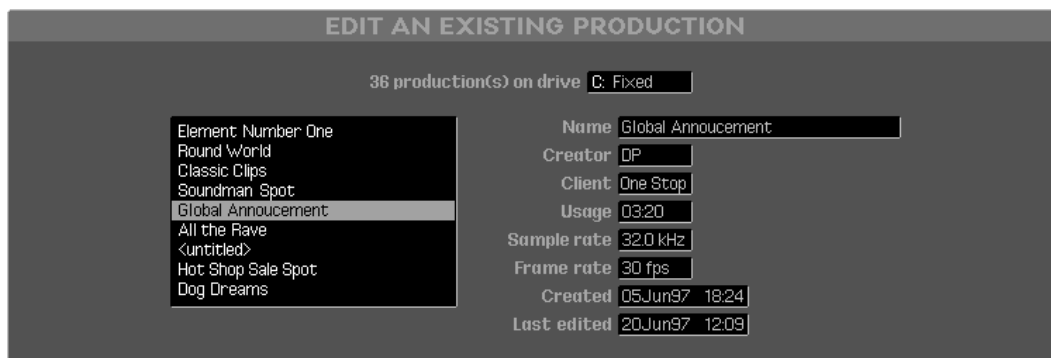 EDIT AN EXISTING PRODUCTION
36 production(s) on drive C: Fixed
Element Number One
Round World
Classic Clips
Soundman Spot
Global Annoucement
All the Rave
<untitled>
Hot Shop Sale Spot
Dog Dreams
Name Global Annoucement
Creator DP
Client One Stop
Usage 03:20
Sample rate 32.0 kHz
Frame rate 30 fps
Created 05Jun97 18:24
Last edited 20Jun97 12:09